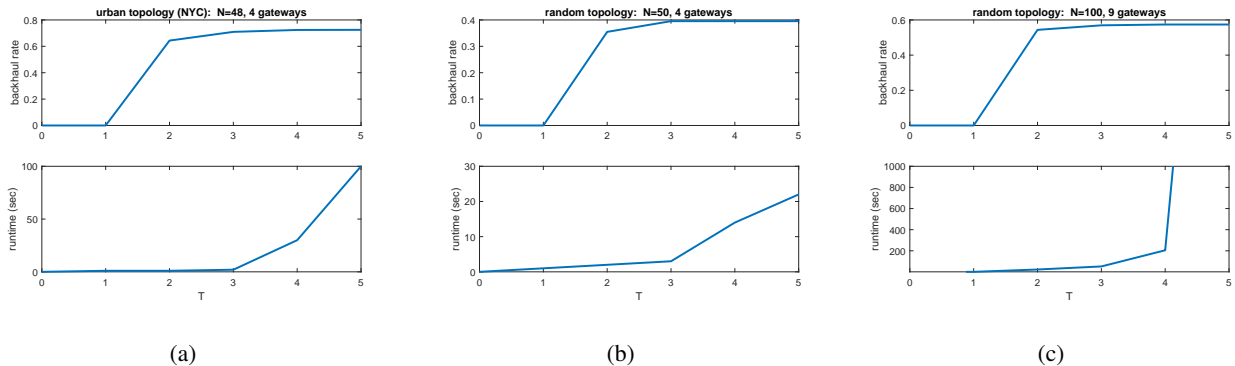 urban topology (NYC): N=48, 4 gateways
backhaul rate
0.8
0.6
0.4
0.2
0
0 1 2 3 4 5
runtime (sec)
100
50
0
0 1 2 3 4 5
T
(a)
random topology: N=50, 4 gateways
backhaul rate
0.4
0.3
0.2
0.1
0
0 1 2 3 4 5
runtime (sec)
30
20
10
0
0 1 2 3 4 5
T
(b)
random topology: N=100, 9 gateways
backhaul rate
0.6
0.4
0.2
0
0 1 2 3 4 5
runtime (sec)
1000
800
600
400
200
0 1 2 3 4 5
T
(c)